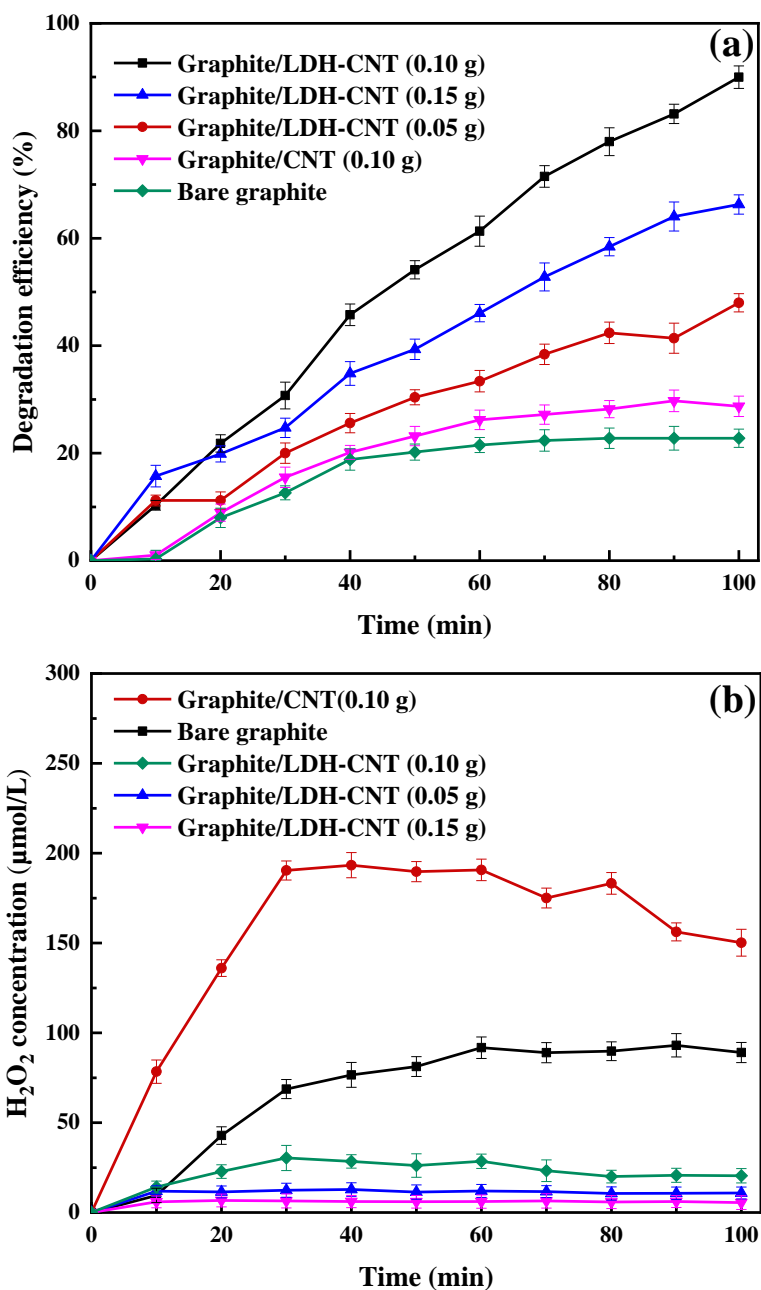 (a)
Graphite/LDH-CNT (0.10 g)
Graphite/LDH-CNT (0.15 g)
Graphite/LDH-CNT (0.05 g)
Graphite/CNT (0.10 g)
Bare graphite
Degradation efficiency (%)
100
80
60
40
20
0
0 20 40 60 80 100
Time (min)
(b)
Graphite/CNT(0.10 g)
Bare graphite
Graphite/LDH-CNT (0.10 g)
Graphite/LDH-CNT (0.05 g)
Graphite/LDH-CNT (0.15 g)
H₂O₂ concentration (µmol/L)
300
250
200
150
100
50
0
0 20 40 60 80 100
Time (min)